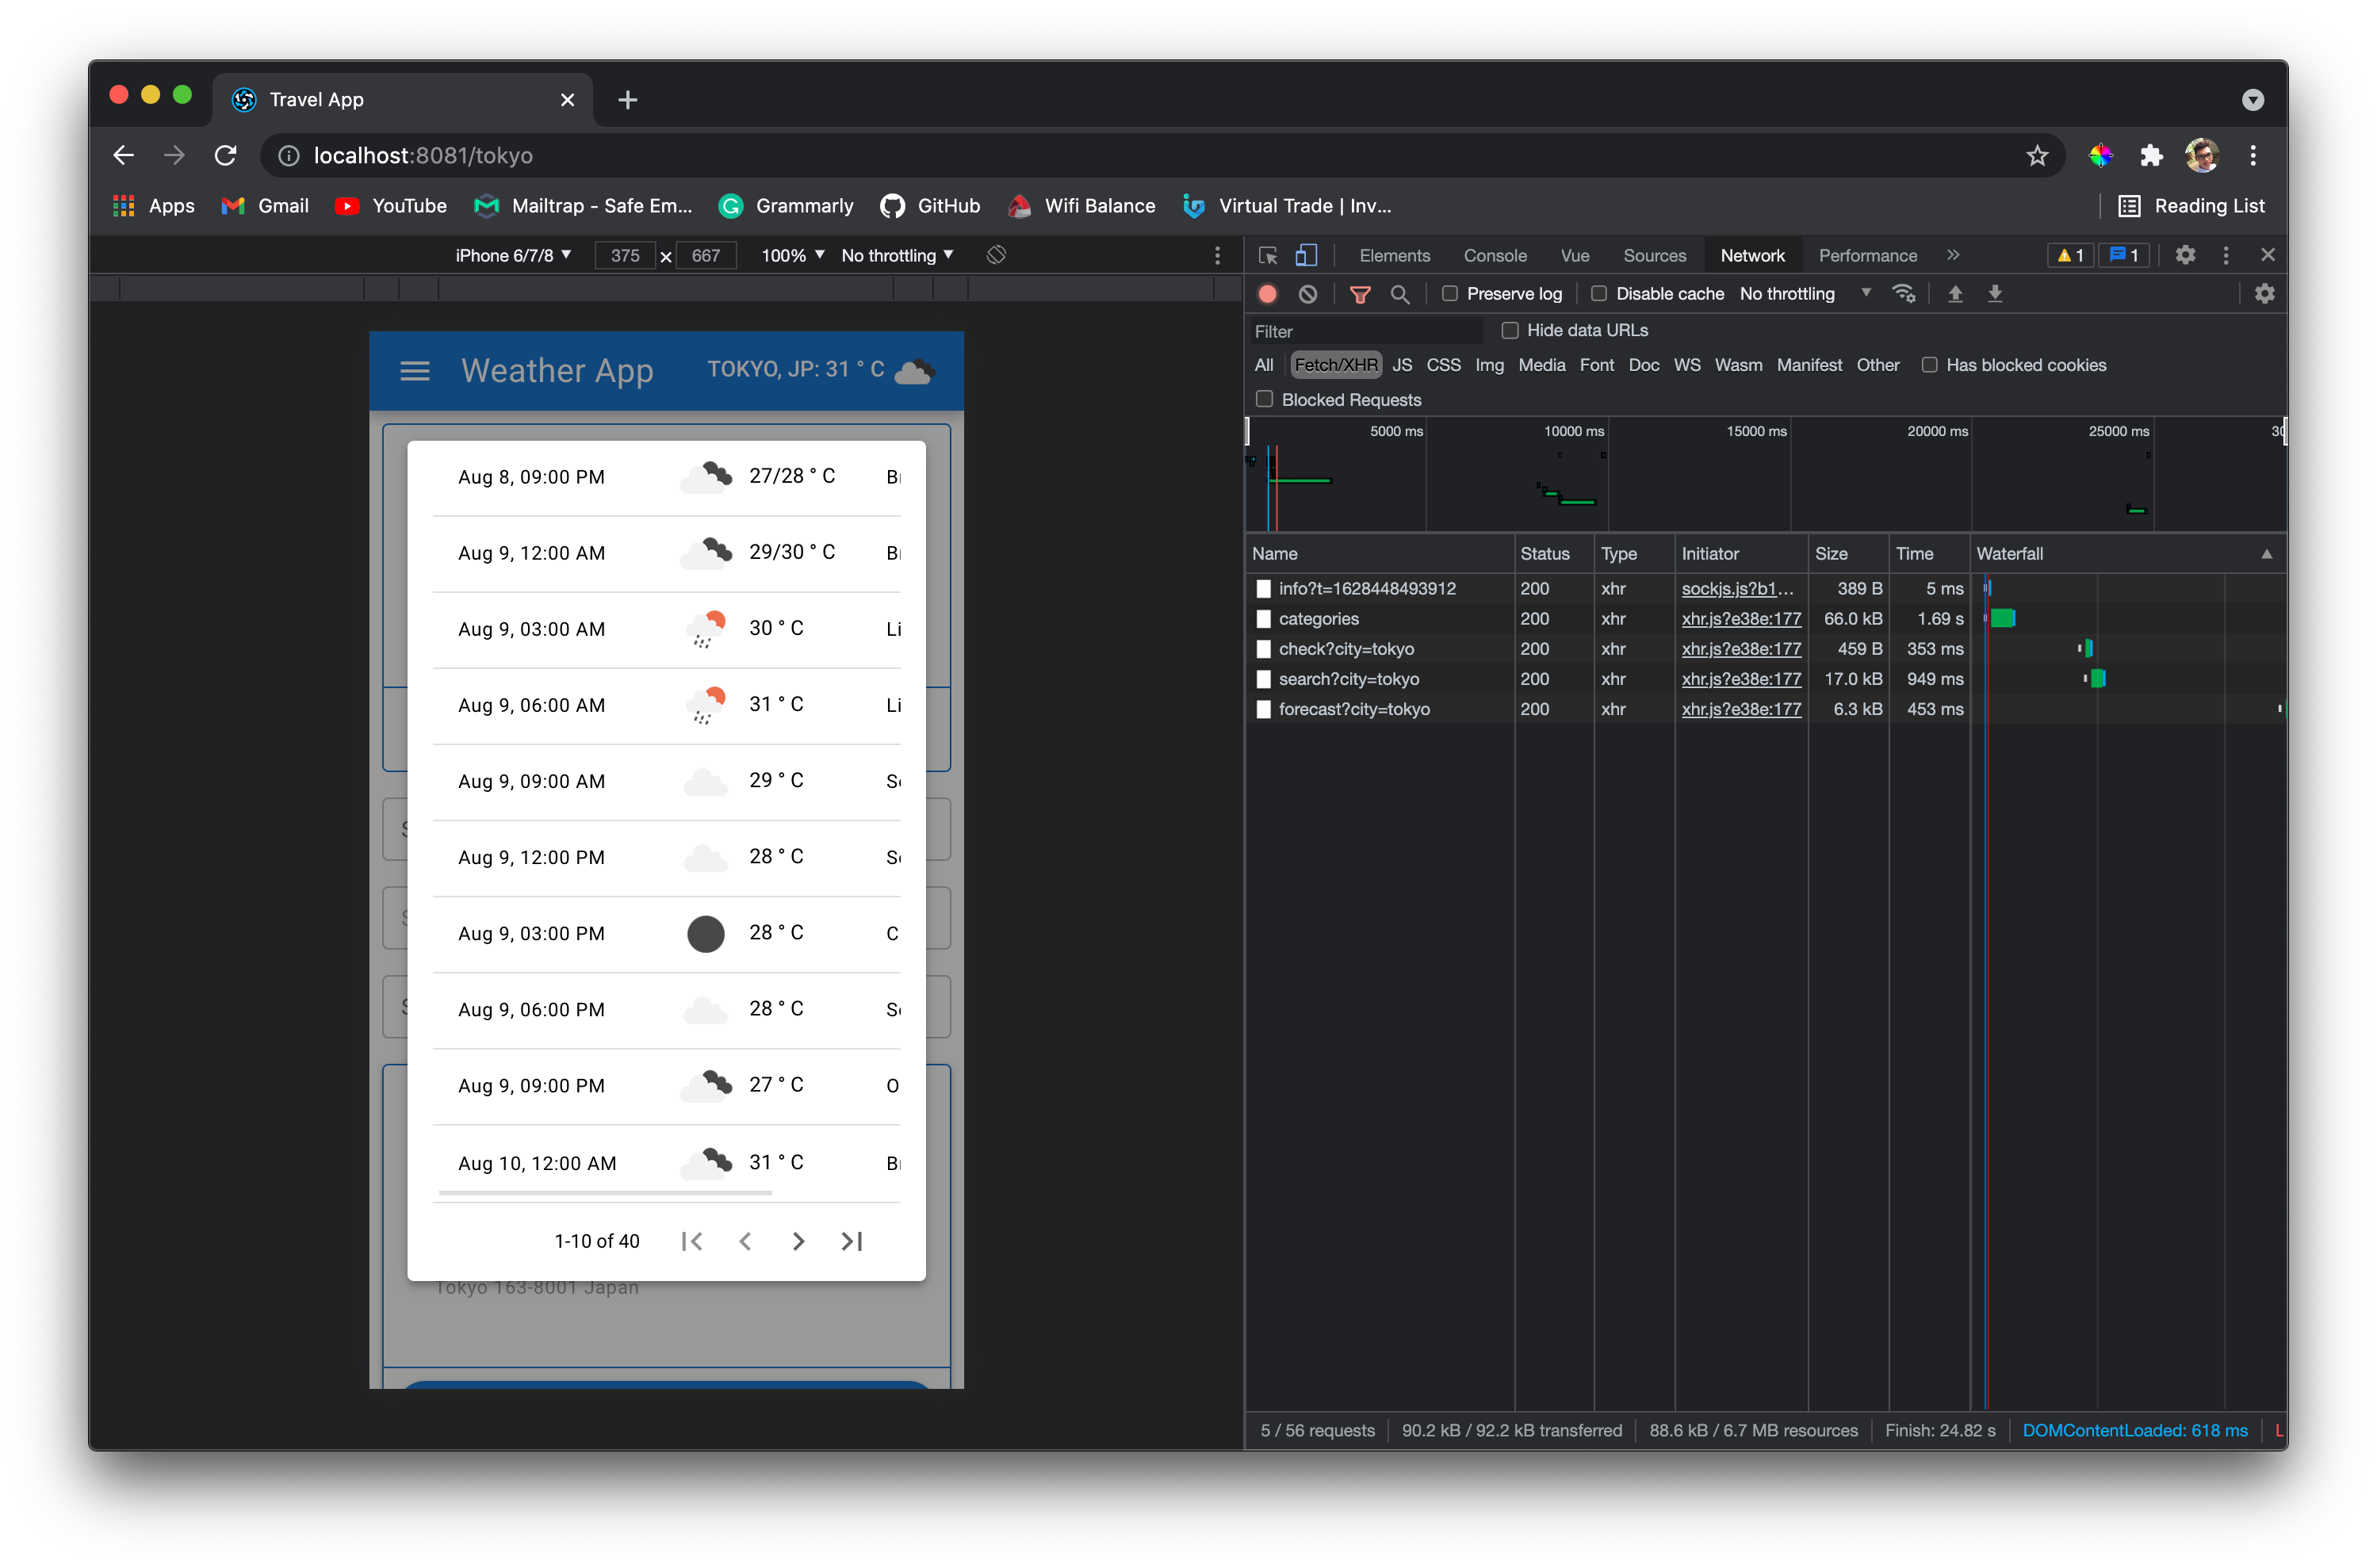 Travel App
localhost:8081/tokyo
Apps Gmail YouTube Mailtrap - Safe Em... Grammarly GitHub Wifi Balance Virtual Trade | Inv... Reading List
iPhone 6/7/8 375 x 667 100% No throttling
Elements Console Vue Sources Network Performance 1 1
Preserve log Disable cache No throttling
Filter Hide data URLs
All Fetch/XHR JS CSS Img Media Font Doc WS Wasm Manifest Other Has blocked cookies
Blocked Requests
5000 ms 10000 ms 15000 ms 20000 ms 25000 ms
Name Status Type Initiator Size Time Waterfall
info?t=1628448493912 200 xhr sockjs.js?b1... 389 B 5 ms
categories 200 xhr xhr.js?e38e:177 66.0 kB 1.69 s
check?city=tokyo 200 xhr xhr.js?e38e:177 459 B 353 ms
search?city=tokyo 200 xhr xhr.js?e38e:177 17.0 kB 949 ms
forecast?city=tokyo 200 xhr xhr.js?e38e:177 6.3 kB 453 ms
5 / 56 requests 90.2 kB / 92.2 kB transferred 88.6 kB / 6.7 MB resources Finish: 24.82 s DOMContentLoaded: 618 ms L
Weather App TOKYO, JP: 31 ° C
Aug 8, 09:00 PM 27/28 ° C
Aug 9, 12:00 AM 29/30 ° C
Aug 9, 03:00 AM 30 ° C Li
Aug 9, 06:00 AM 31 ° C Li
Aug 9, 09:00 AM 29 ° C
Aug 9, 12:00 PM 28 ° C
Aug 9, 03:00 PM 28 ° C C
Aug 9, 06:00 PM 28 ° C
Aug 9, 09:00 PM 27 ° C O
Aug 10, 12:00 AM 31 ° C
1-10 of 40
Tokyo 163-8001 Japan